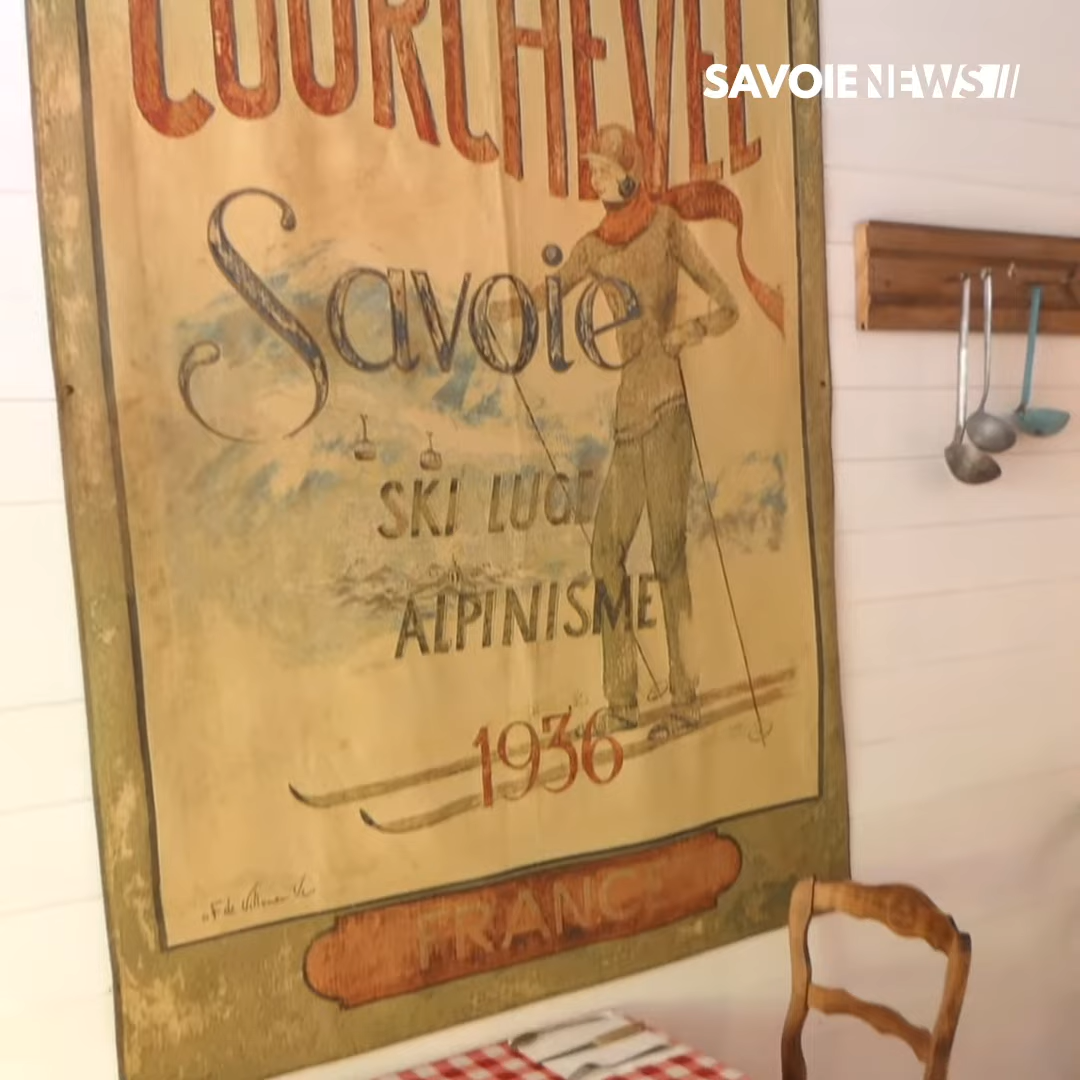 COURCHEVEL
SAVOIE NEWS
Savoie
SKI LUGE
ALPINISME
1936
FRANCE